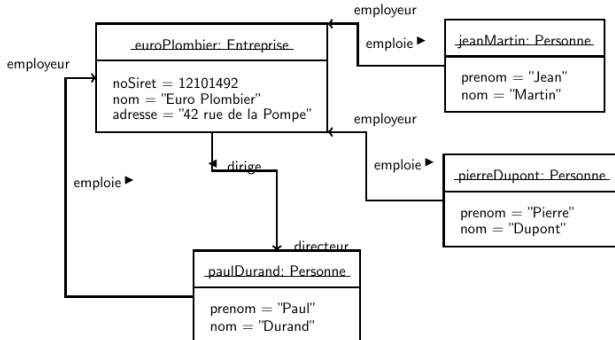 employeur
euroPlombier: Entreprise
emploie ▶
jeanMartin: Personne
employeur
noSiret = 12101492
nom = "Euro Plombier"
adresse = "42 rue de la Pompe"
prenom = "Jean"
nom = "Martin"
employeur
◀ dirige
emploie ▶
pierreDupont: Personne
emploie ▶
prenom = "Pierre"
nom = "Dupont"
directeur
paulDurand: Personne
prenom = "Paul"
nom = "Durand"